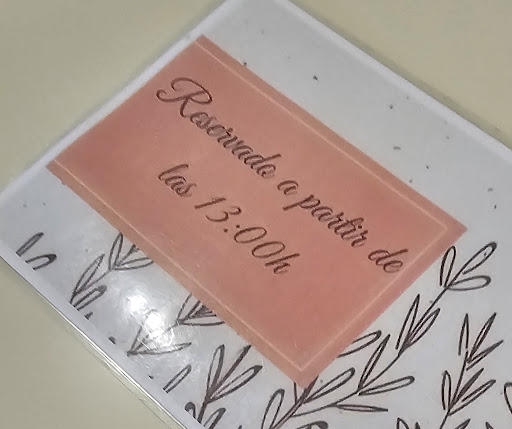 Reservado a partir de
las 13:00h